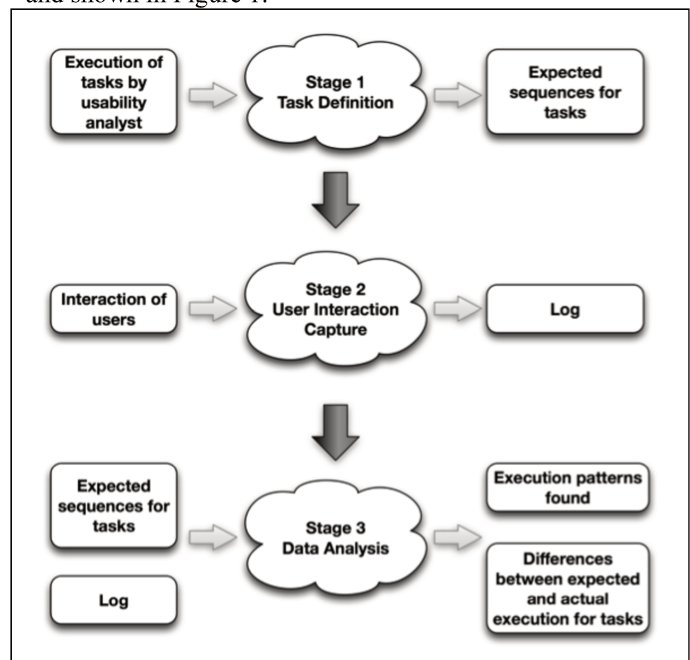 and shown in Figure 1.
Execution of
tasks by
usability
analyst
Stage 1
Task Definition
Expected
sequences for
tasks
Interaction of
users
Stage 2
User Interaction
Capture
Log
Expected
sequences for
tasks
Log
Stage 3
Data Analysis
Execution patterns
found
Differences
between expected
and actual
execution for tasks